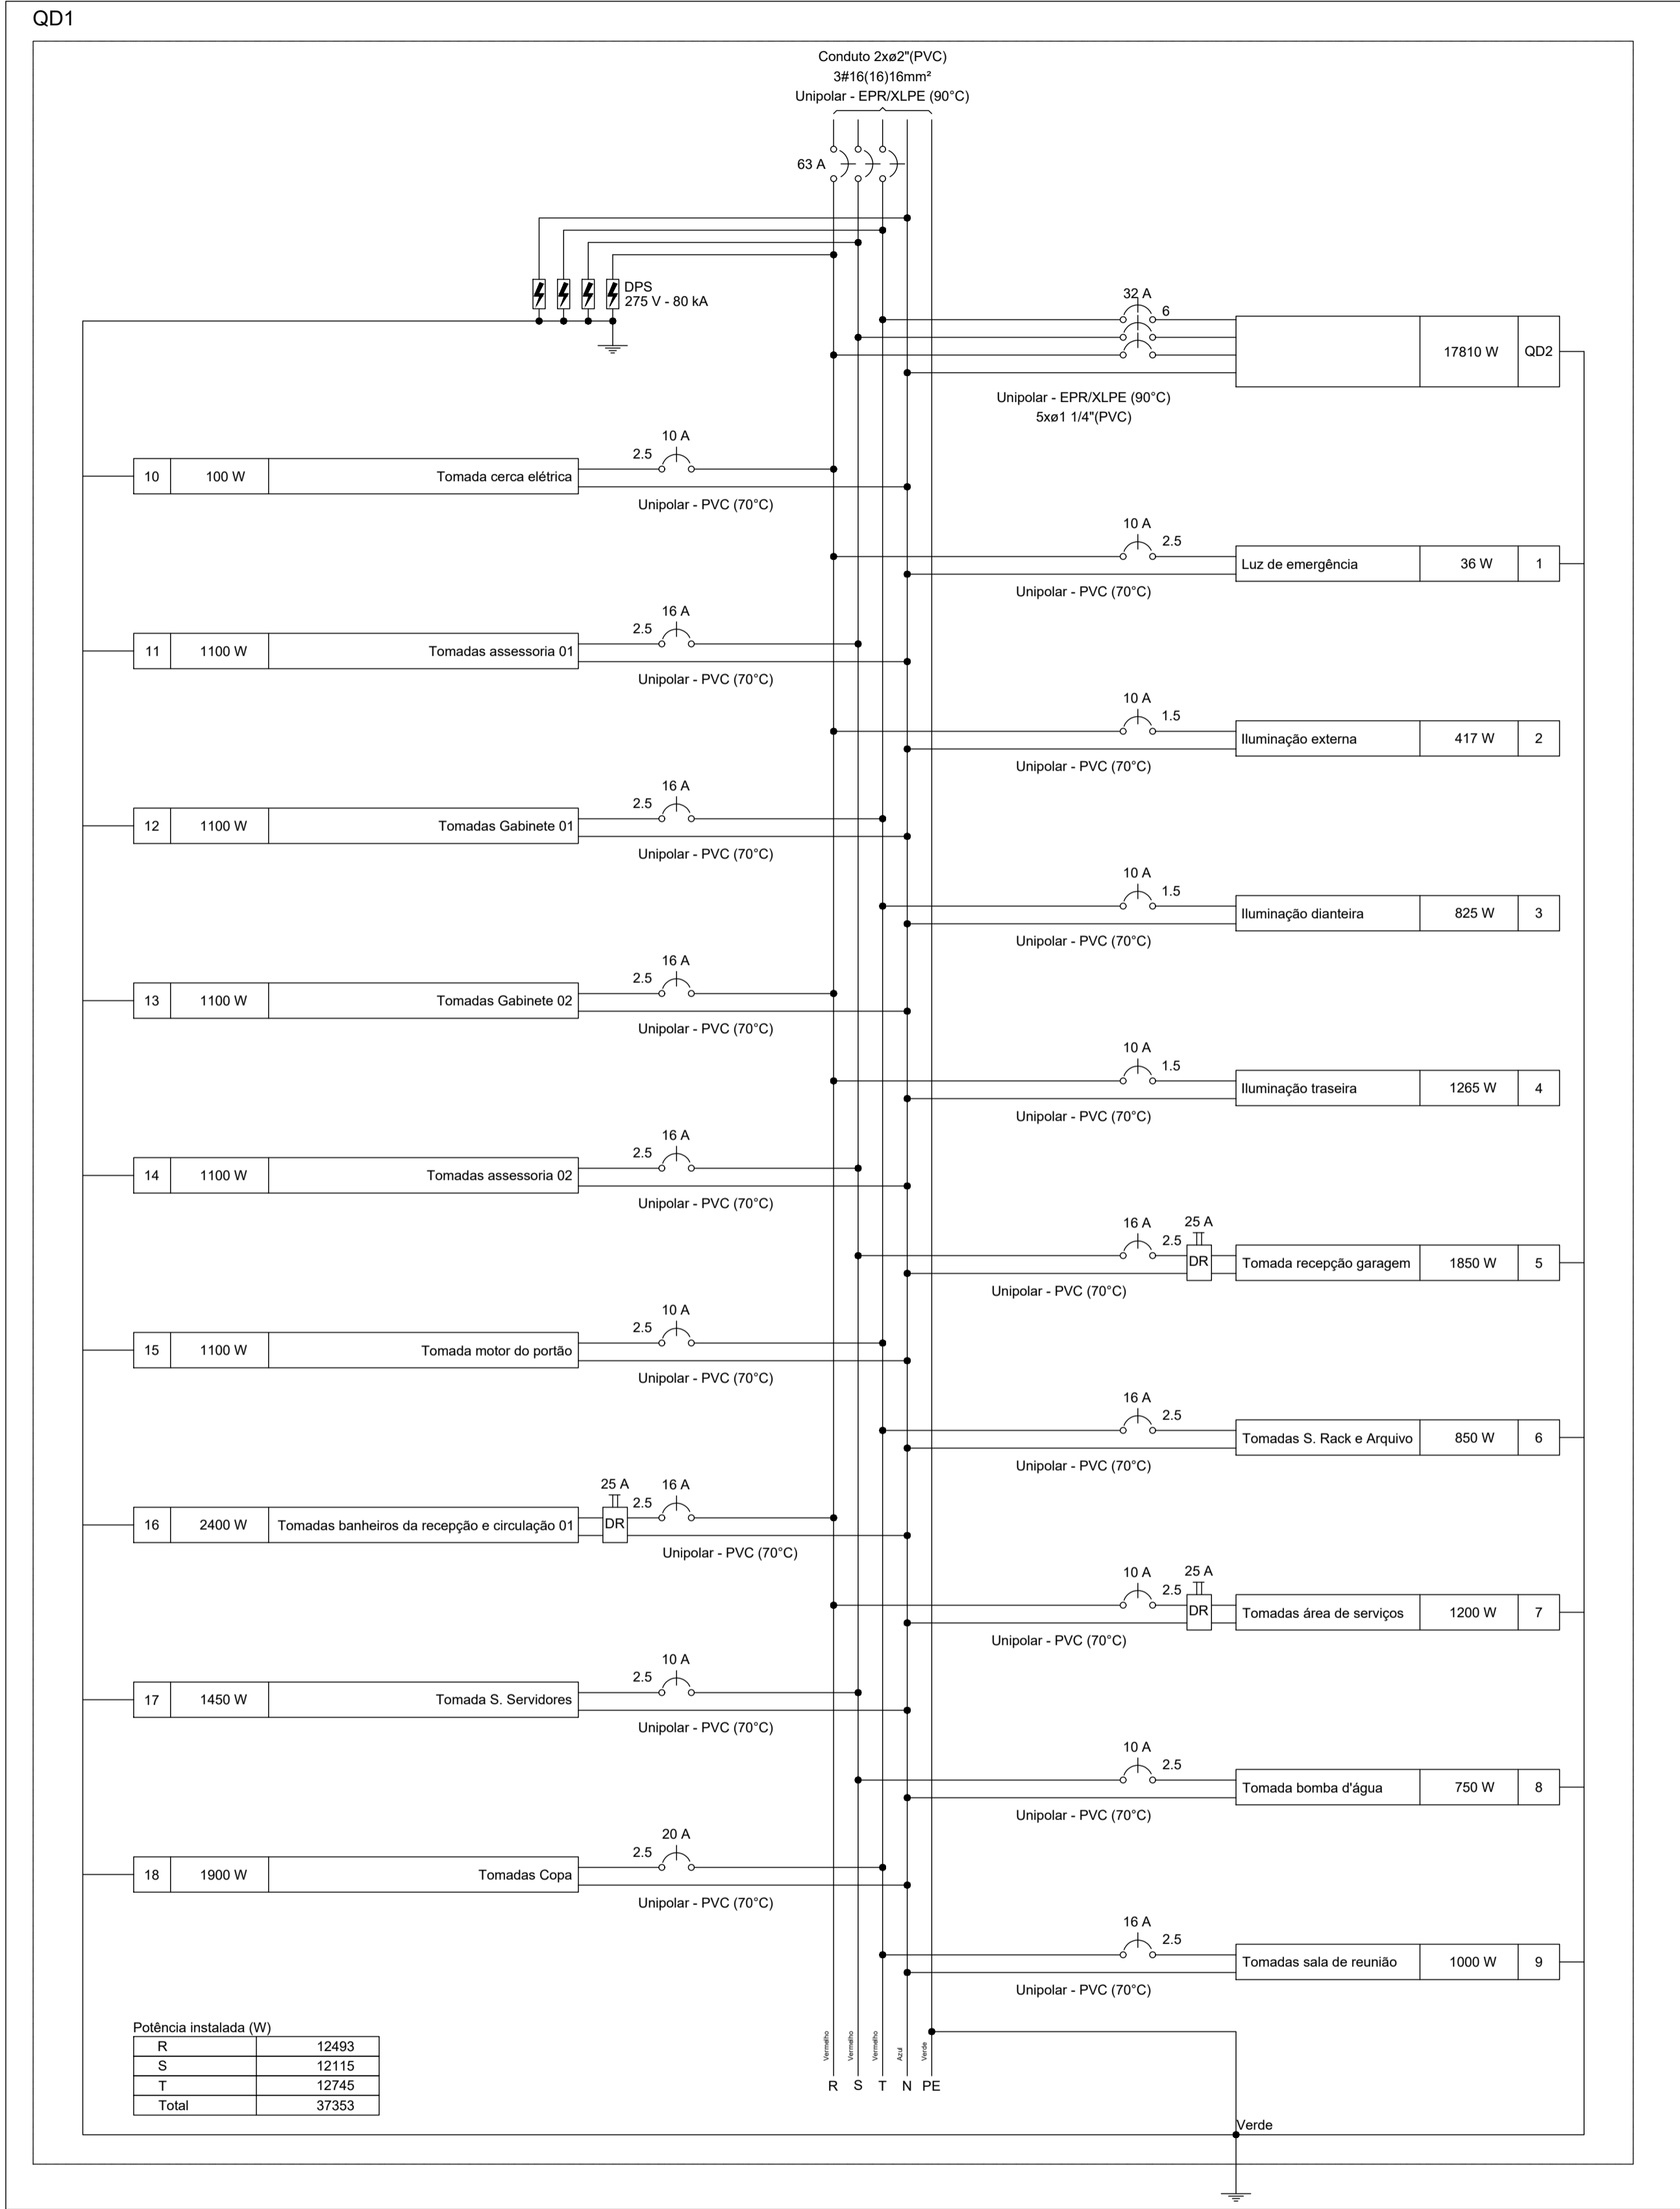 QD1
Conduto 2xø2"(PVC)
3#16(16)16mm²
Unipolar - EPR/XLPE (90°C)
63 A
DPS
275 V - 80 kA
32 A
6
17810 W QD2
Unipolar - EPR/XLPE (90°C)
5xø1 1/4"(PVC)
10 A
2.5
10 100 W Tomada cerca elétrica
Unipolar - PVC (70°C)
10 A
2.5
Luz de emergência 36 W 1
Unipolar - PVC (70°C)
16 A
2.5
11 1100 W Tomadas assessoria 01
Unipolar - PVC (70°C)
10 A
1.5
Iluminação externa 417 W 2
Unipolar - PVC (70°C)
16 A
2.5
12 1100 W Tomadas Gabinete 01
Unipolar - PVC (70°C)
10 A
1.5
Iluminação dianteira 825 W 3
Unipolar - PVC (70°C)
16 A
2.5
13 1100 W Tomadas Gabinete 02
Unipolar - PVC (70°C)
10 A
1.5
Iluminação traseira 1265 W 4
Unipolar - PVC (70°C)
16 A
2.5
14 1100 W Tomadas assessoria 02
Unipolar - PVC (70°C)
16 A 25 A
2.5
DR
Tomada recepção garagem 1850 W 5
Unipolar - PVC (70°C)
10 A
2.5
15 1100 W Tomada motor do portão
Unipolar - PVC (70°C)
16 A
2.5
Tomadas S. Rack e Arquivo 850 W 6
Unipolar - PVC (70°C)
25 A 16 A
2.5
16 2400 W Tomadas banheiros da recepção e circulação 01 DR
Unipolar - PVC (70°C)
10 A 25 A
2.5
DR
Tomadas área de serviços 1200 W 7
Unipolar - PVC (70°C)
10 A
2.5
17 1450 W Tomada S. Servidores
Unipolar - PVC (70°C)
10 A
2.5
Tomada bomba d'água 750 W 8
Unipolar - PVC (70°C)
20 A
2.5
18 1900 W Tomadas Copa
Unipolar - PVC (70°C)
16 A
2.5
Tomadas sala de reunião 1000 W 9
Unipolar - PVC (70°C)
Potência instalada (W)
R 12493
S 12115
T 12745
Total 37353
Vermelho Vermelho Vermelho Azul Verde
R S T N PE
Verde